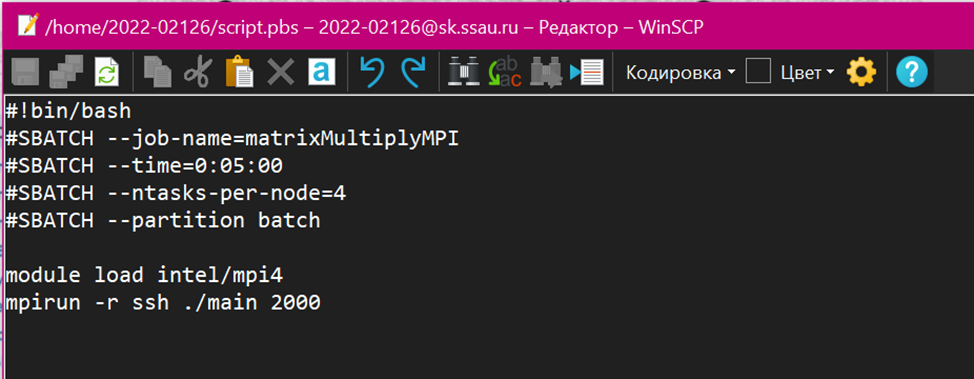 /home/2022-02126/script.pbs – 2022-02126@sk.ssau.ru – Редактор – WinSCP
ab
ac
a
Кодировка
Цвет
?
#!bin/bash
#SBATCH --job-name=matrixMultiplyMPI
#SBATCH --time=0:05:00
#SBATCH --ntasks-per-node=4
#SBATCH --partition batch
module load intel/mpi4
mpirun -r ssh ./main 2000